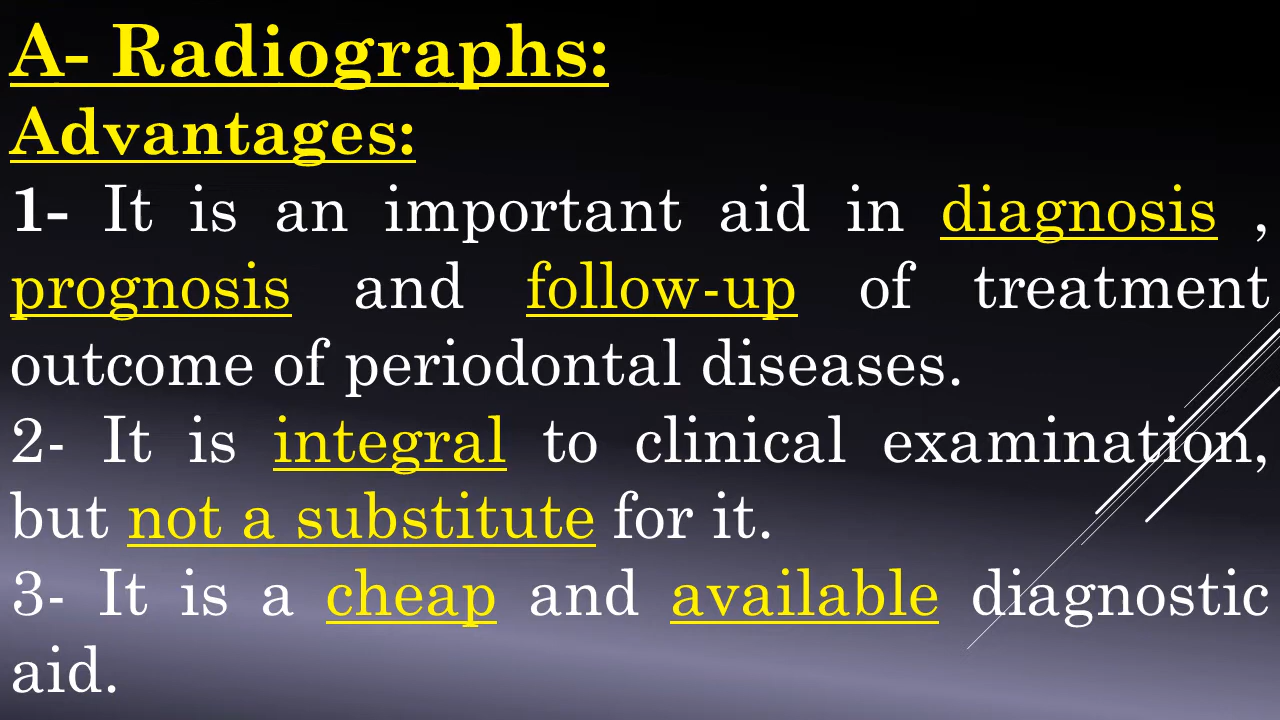 A- Radiographs:
Advantages:
1- It is an important aid in diagnosis ,
prognosis and follow-up of treatment
outcome of periodontal diseases.
2- It is integral to clinical examination,
but not a substitute for it.
3- It is a cheap and available diagnostic
aid.